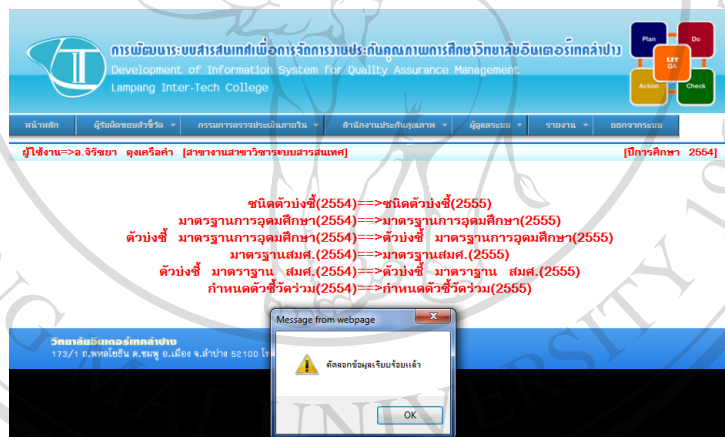 การพัฒนาระบบสารสนเทศเพื่อการจัดการงานประกันคุณภาพการศึกษาวิทยาลัยอินเตอร์เทคลำปาง
Development of Information System for Quality Assurance Management
Lampang Inter-Tech College
Plan
Do
LIT
QA
Action
Check
หน้าหลัก ผู้รับผิดชอบตัวชี้วัด กรรมการตรวจประเมินภายใน สำนักงานประกันคุณภาพ ผู้ดูแลระบบ รายงาน ออกจากระบบ
ผู้ใช้งาน=>อ.จิรัชยา ตุงเครือคำ [สาขางานสาขาวิชาระบบสารสนเทศ] [ปีการศึกษา 2554]
ชนิดตัวบ่งชี้(2554)==>ชนิดตัวบ่งชี้(2555)
มาตรฐานการอุดมศึกษา(2554)==>มาตรฐานการอุดมศึกษา(2555)
ตัวบ่งชี้ มาตรฐานการอุดมศึกษา(2554)==>ตัวบ่งชี้ มาตรฐานการอุดมศึกษา(2555)
มาตรฐานสมศ.(2554)==>มาตรฐานสมศ.(2555)
ตัวบ่งชี้ มาตราฐาน สมศ.(2554)==>ตัวบ่งชี้ มาตราฐาน สมศ.(2555)
กำหนดตัวชี้วัดร่วม(2554)==>กำหนดตัวชี้วัดร่วม(2555)
Message from webpage
คัดลอกข้อมูลเรียบร้อยแล้ว
OK
วิทยาลัยอินเตอร์เทคลำปาง
173/1 ถ.พหลโยธิน ต.ชมพู อ.เมือง จ.ลำปาง 52100